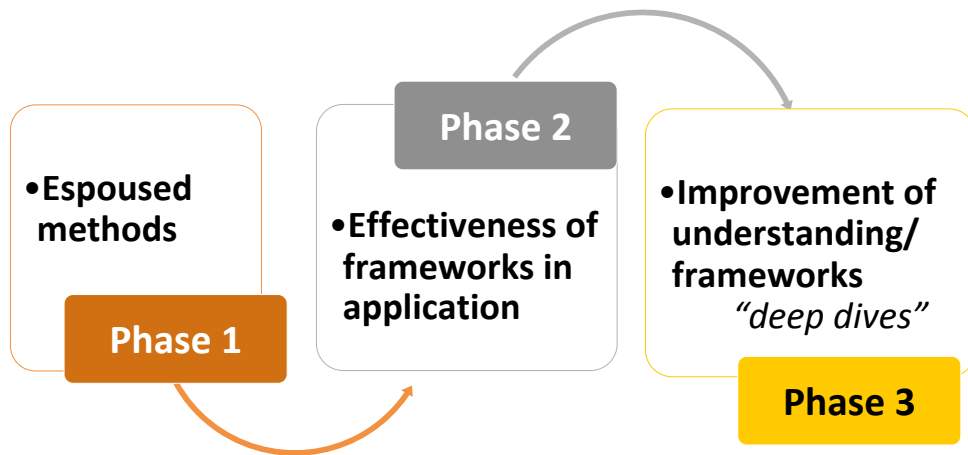 •Espoused
methods
Phase 1
Phase 2
•Effectiveness of
frameworks in
application
•Improvement of
understanding/
frameworks
“deep dives”
Phase 3